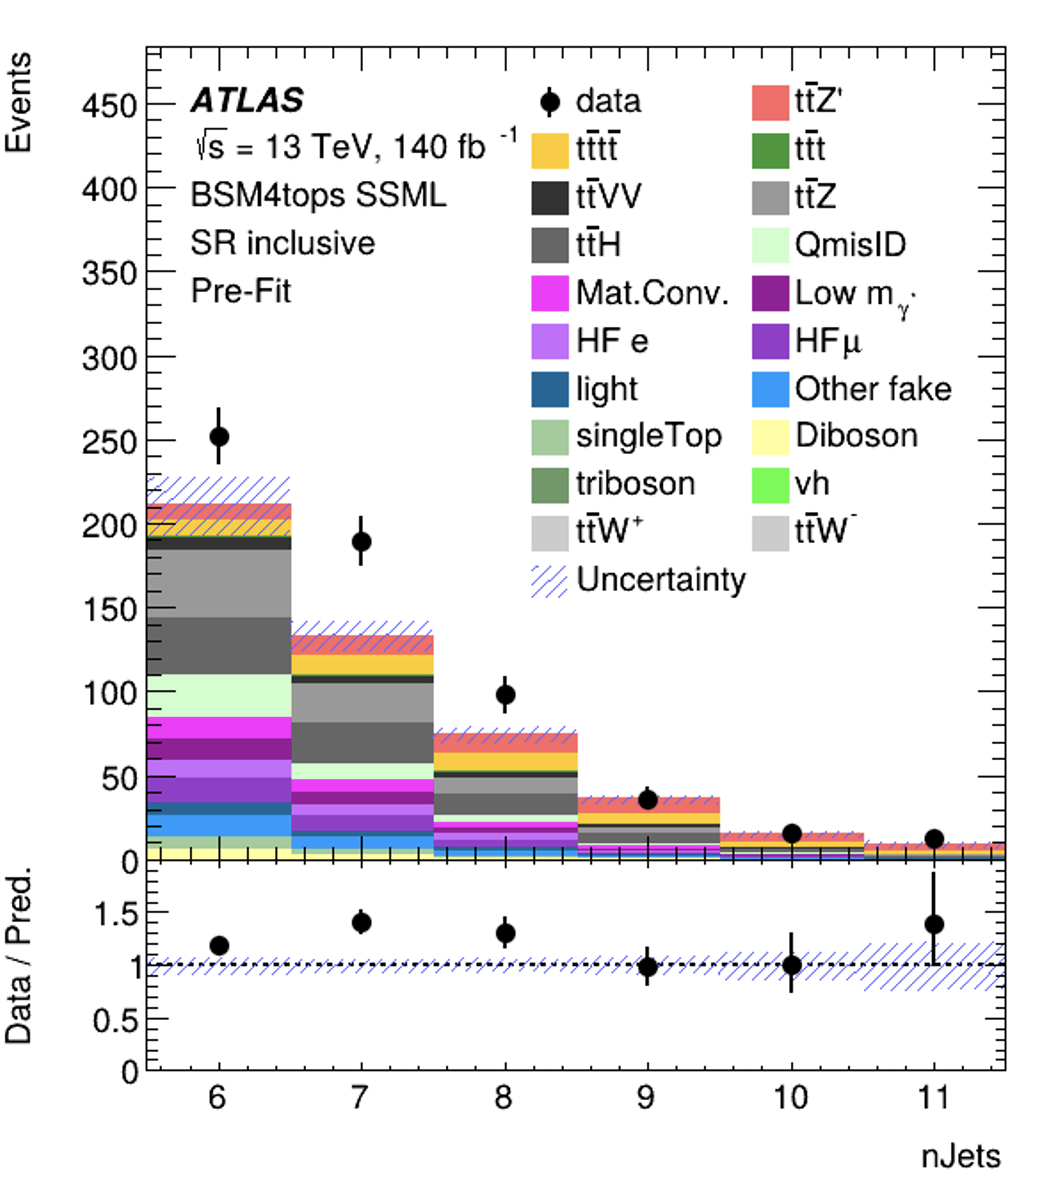 Events
450
400
350
300
250
200
150
100
50
0
ATLAS
√s = 13 TeV, 140 fb⁻¹
BSM4tops SSML
SR inclusive
Pre-Fit
data
tt̄Z'
tt̄tt̄
tt̄t
tt̄VV
tt̄Z
tt̄H
QmisID
Mat.Conv.
Low m_γ*
HF e
HFμ
light
Other fake
singleTop
Diboson
triboson
vh
tt̄W⁺
tt̄W⁻
Uncertainty
Data / Pred.
1.5
1
0.5
0
6 7 8 9 10 11
nJets